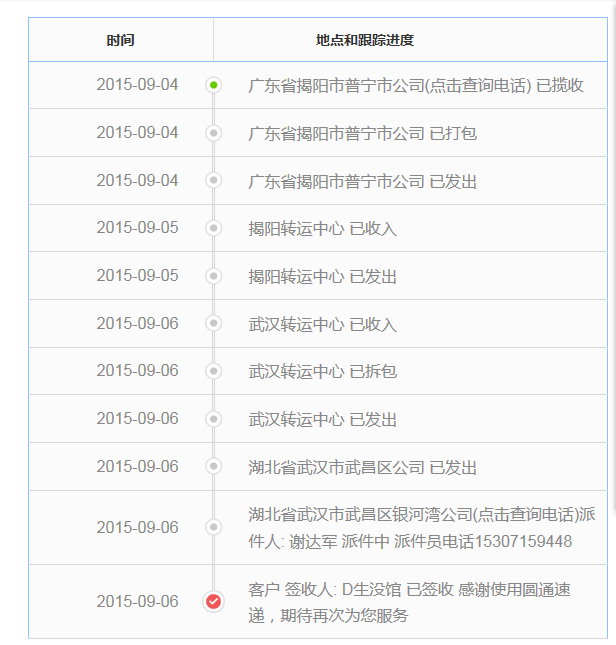 时间 地点和跟踪进度
2015-09-04 广东省揭阳市普宁市公司(点击查询电话) 已揽收
2015-09-04 广东省揭阳市普宁市公司 已打包
2015-09-04 广东省揭阳市普宁市公司 已发出
2015-09-05 揭阳转运中心 已收入
2015-09-05 揭阳转运中心 已发出
2015-09-06 武汉转运中心 已收入
2015-09-06 武汉转运中心 已拆包
2015-09-06 武汉转运中心 已发出
2015-09-06 湖北省武汉市武昌区公司 已发出
2015-09-06 湖北省武汉市武昌区银河湾公司(点击查询电话)派
件人: 谢达军 派件中 派件员电话15307159448
2015-09-06 客户 签收人: D生没馆 已签收 感谢使用圆通速
递，期待再次为您服务